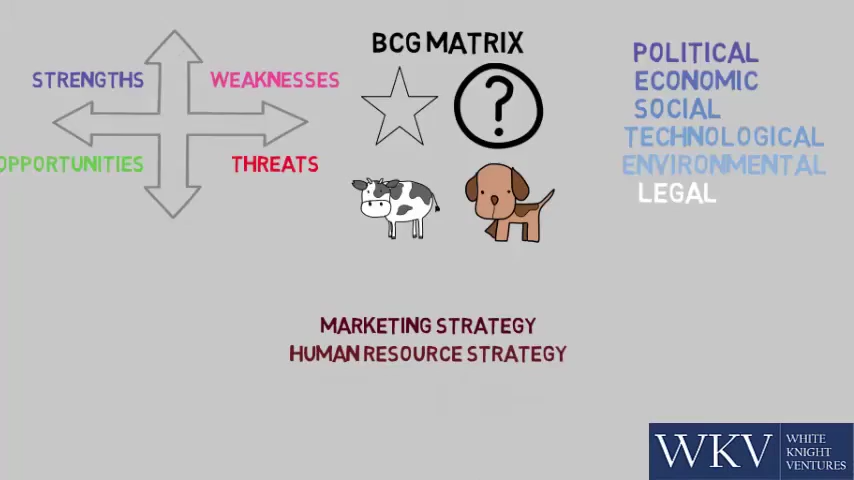 STRENGTHS
WEAKNESSES
OPPORTUNITIES
THREATS
BCG MATRIX
?
POLITICAL
ECONOMIC
SOCIAL
TECHNOLOGICAL
ENVIRONMENTAL
LEGAL
MARKETING STRATEGY
HUMAN RESOURCE STRATEGY
WKV
WHITE
KNIGHT
VENTURES